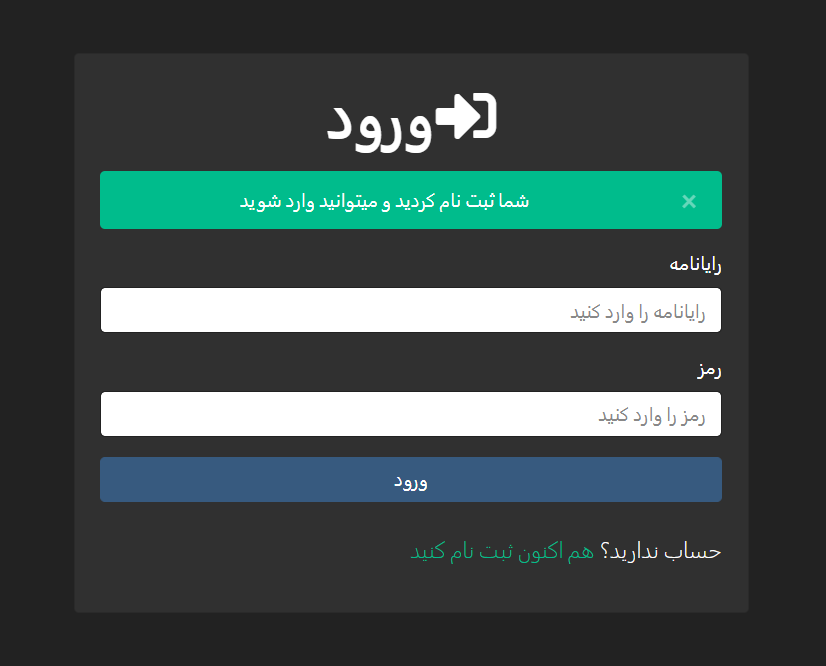 ورود
شما ثبت نام کردید و میتوانید وارد شوید ×
رایانامه
رایانامه را وارد کنید
رمز
رمز را وارد کنید
ورود
حساب ندارید؟ هم اکنون ثبت نام کنید